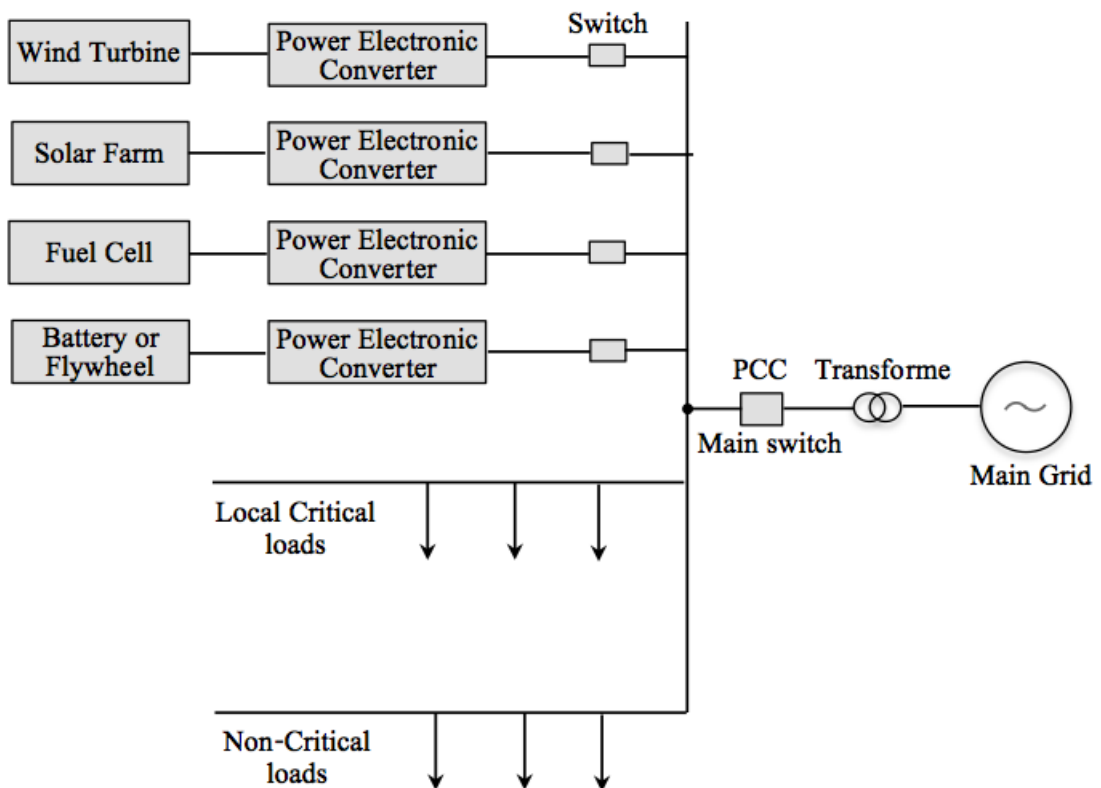 Switch
Wind Turbine
Power Electronic
Converter
Solar Farm
Power Electronic
Converter
Fuel Cell
Power Electronic
Converter
Battery or
Flywheel
Power Electronic
Converter
PCC
Transforme
Main switch
Main Grid
Local Critical
loads
Non-Critical
loads